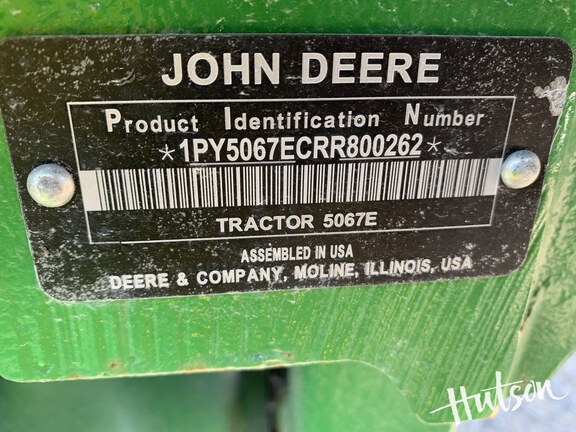 JOHN DEERE
Product Identification Number
*1PY5067ECRR800262*
TRACTOR 5067E
ASSEMBLED IN USA
DEERE & COMPANY, MOLINE, ILLINOIS, USA
Hutson